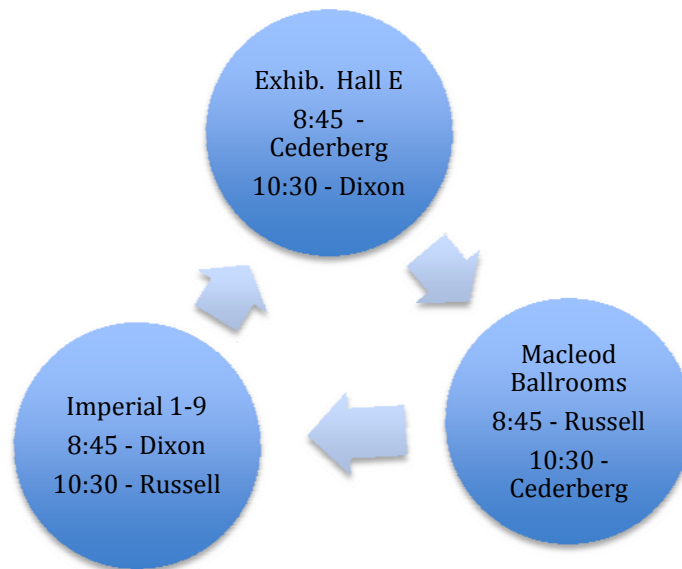 Exhib.  Hall E
8:45  -
Cederberg
10:30 - Dixon
Macleod
Ballrooms
8:45 - Russell
10:30 -
Cederberg
Imperial 1-9
8:45 - Dixon
10:30 - Russell